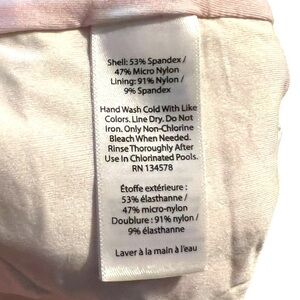 Shell: 53% Spandex /
47% Micro Nylon
Lining: 91% Nylon /
9% Spandex
Hand Wash Cold With Like
Colors. Line Dry. Do Not
Iron. Only Non-Chlorine
Bleach When Needed.
Rinse Thoroughly After
Use In Chlorinated Pools.
RN 134578
Étoffe extérieure :
53% élasthanne /
47% micro-nylon
Doublure : 91% nylon /
9% élasthanne
Laver à la main à l'eau